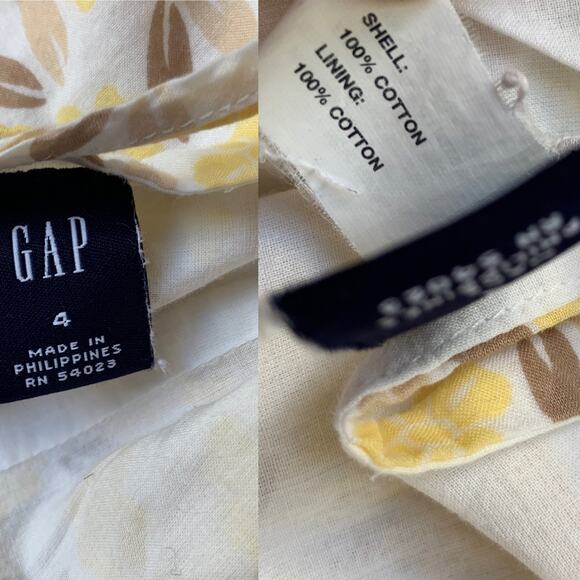 GAP
4
MADE IN
PHILIPPINES
RN 54023
SHELL:
100% COTTON
LINING:
100% COTTON